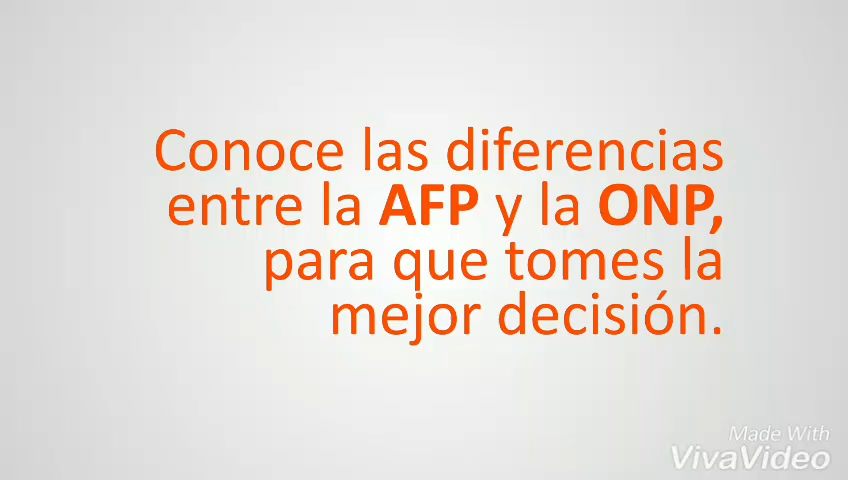 Conoce las diferencias
entre la AFP y la ONP,
para que tomes la
mejor decisión.
Made With
VivaVideo